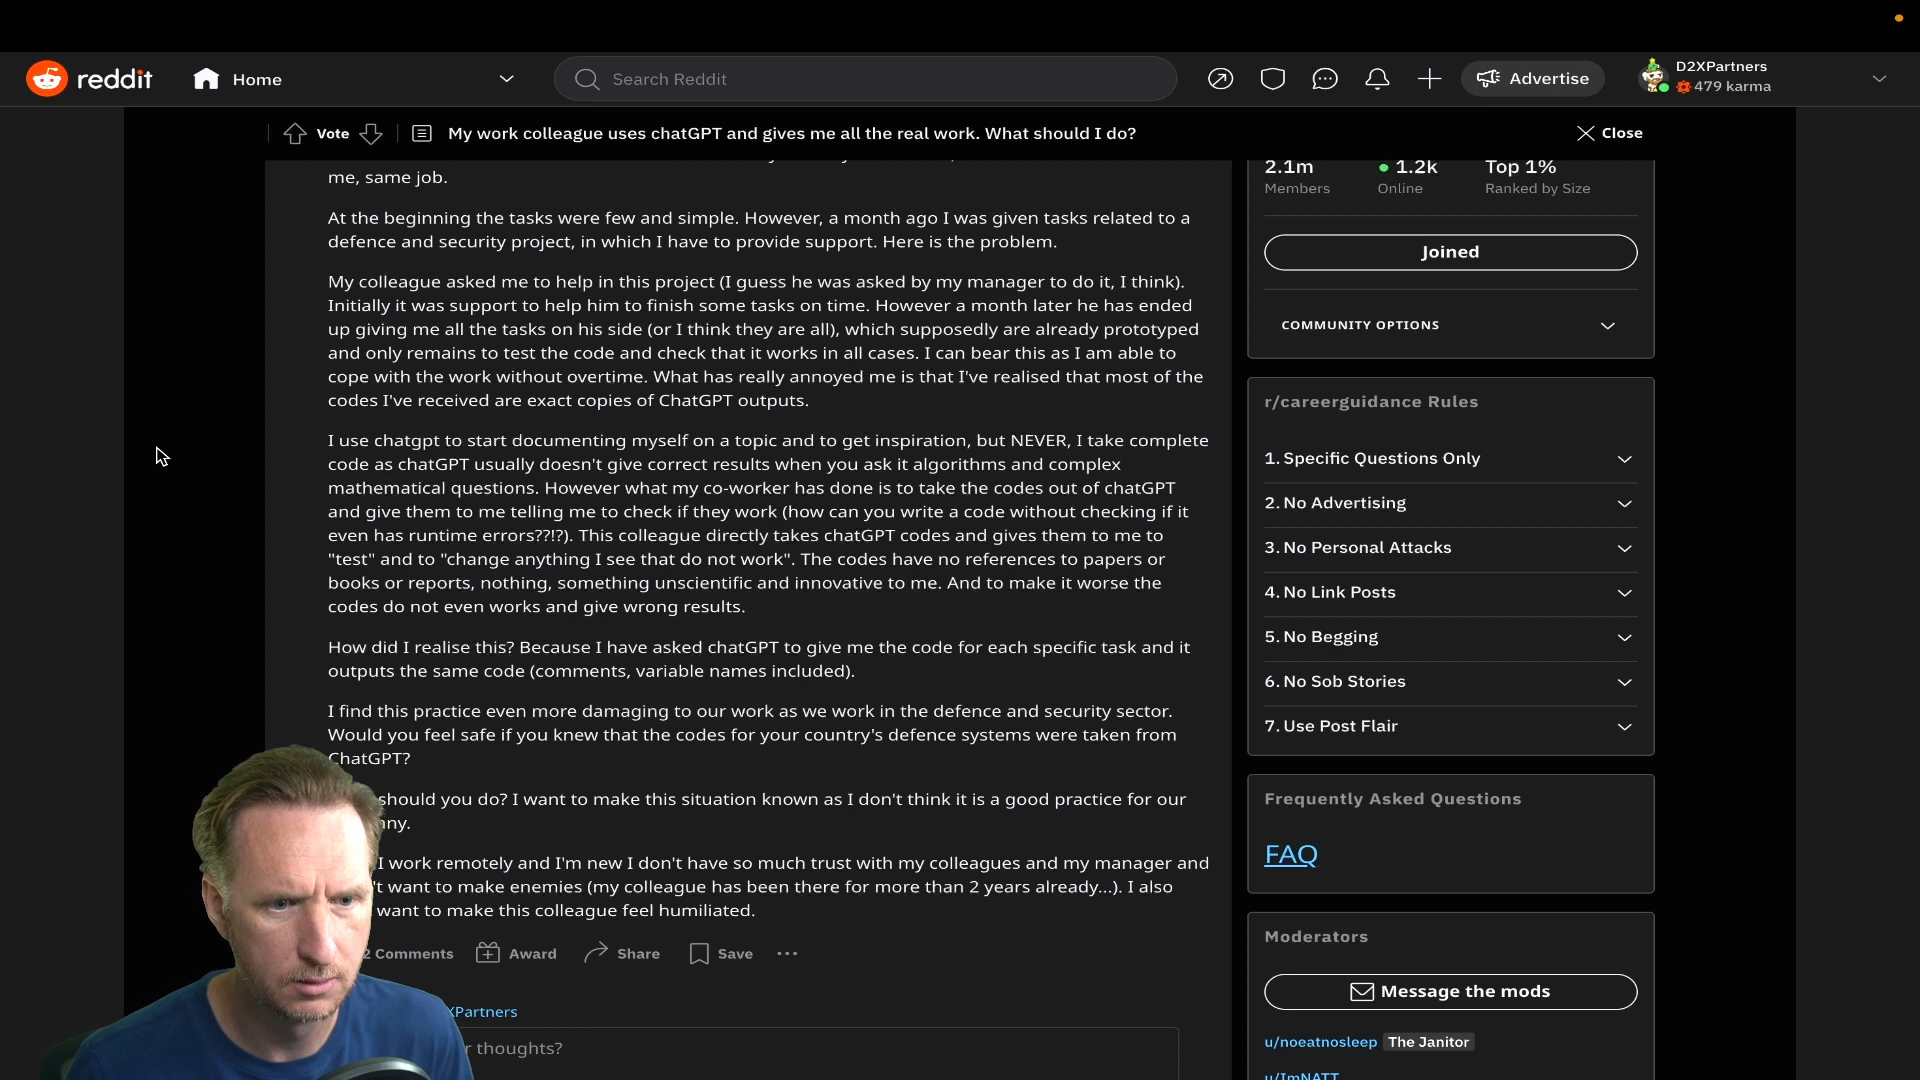 reddit
Home
Search Reddit
Advertise
D2XPartners
479 karma
Vote
My work colleague uses chatGPT and gives me all the real work. What should I do?
Close
me, same job.
At the beginning the tasks were few and simple. However, a month ago I was given tasks related to a
defence and security project, in which I have to provide support. Here is the problem.
My colleague asked me to help in this project (I guess he was asked by my manager to do it, I think).
Initially it was support to help him to finish some tasks on time. However a month later he has ended
up giving me all the tasks on his side (or I think they are all), which supposedly are already prototyped
and only remains to test the code and check that it works in all cases. I can bear this as I am able to
cope with the work without overtime. What has really annoyed me is that I've realised that most of the
codes I've received are exact copies of ChatGPT outputs.
I use chatgpt to start documenting myself on a topic and to get inspiration, but NEVER, I take complete
code as chatGPT usually doesn't give correct results when you ask it algorithms and complex
mathematical questions. However what my co-worker has done is to take the codes out of chatGPT
and give them to me telling me to check if they work (how can you write a code without checking if it
even has runtime errors??!?). This colleague directly takes chatGPT codes and gives them to me to
"test" and to "change anything I see that do not work". The codes have no references to papers or
books or reports, nothing, something unscientific and innovative to me. And to make it worse the
codes do not even works and give wrong results.
How did I realise this? Because I have asked chatGPT to give me the code for each specific task and it
outputs the same code (comments, variable names included).
I find this practice even more damaging to our work as we work in the defence and security sector.
Would you feel safe if you knew that the codes for your country's defence systems were taken from
ChatGPT?
should you do? I want to make this situation known as I don't think it is a good practice for our
I work remotely and I'm new I don't have so much trust with my colleagues and my manager and
want to make enemies (my colleague has been there for more than 2 years already...). I also
want to make this colleague feel humiliated.
2 Comments
Award
Share
Save
XPartners
thoughts?
2.1m
Members
1.2k
Online
Top 1%
Ranked by Size
Joined
COMMUNITY OPTIONS
r/careerguidance Rules
1. Specific Questions Only
2. No Advertising
3. No Personal Attacks
4. No Link Posts
5. No Begging
6. No Sob Stories
7. Use Post Flair
Frequently Asked Questions
FAQ
Moderators
Message the mods
u/noeatnosleep The Janitor
u/ImNATT